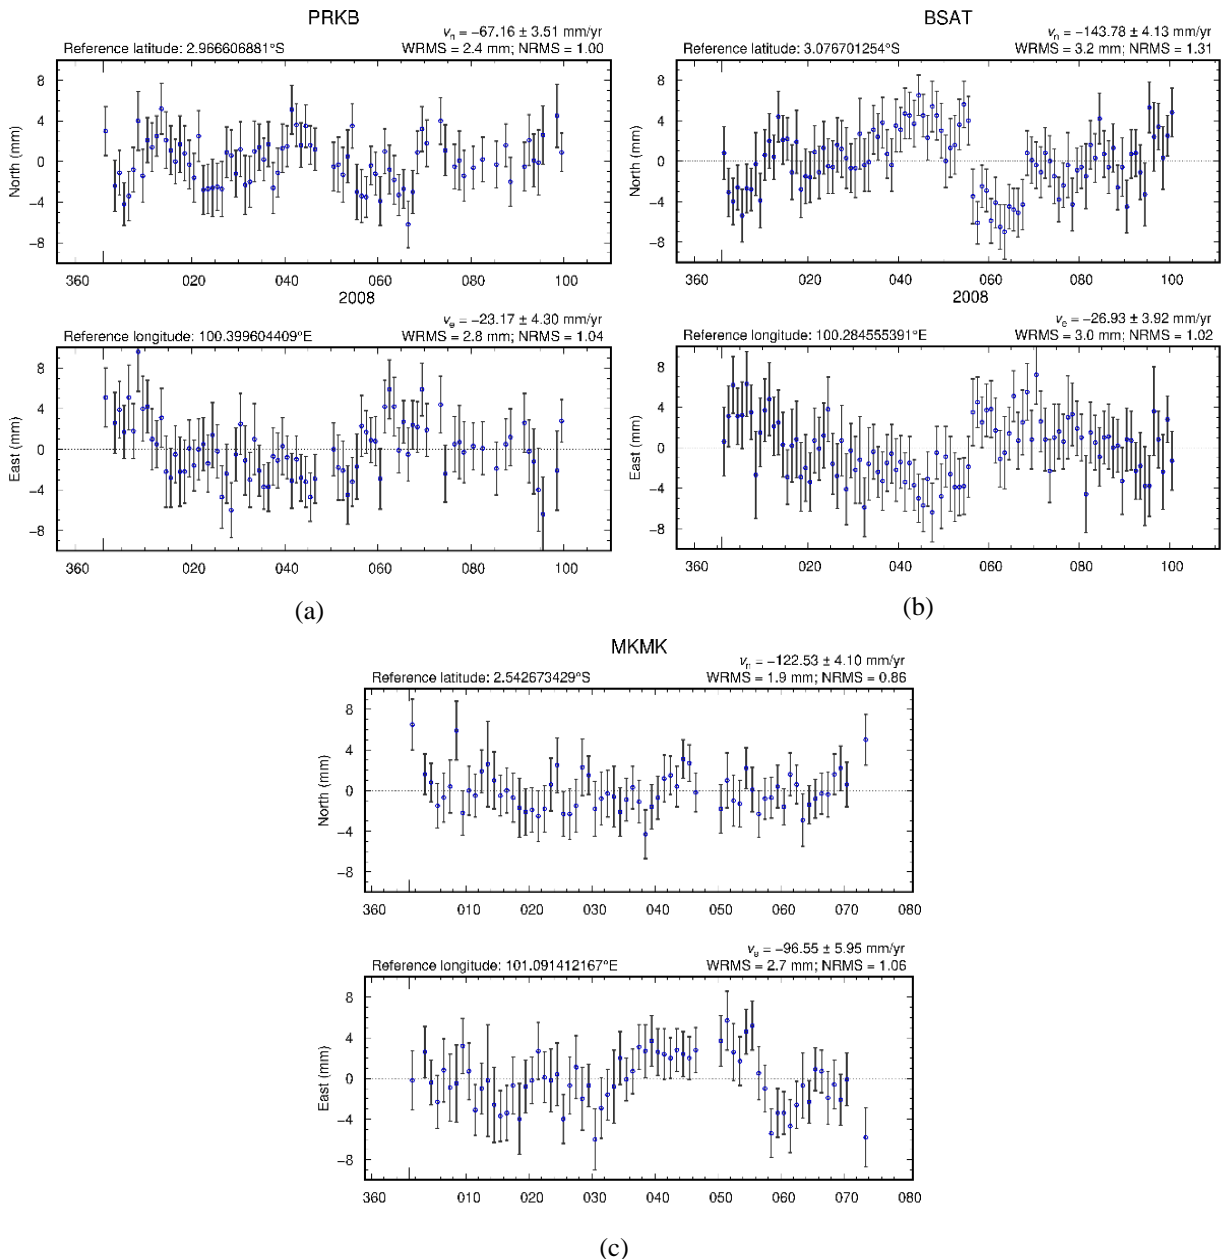 PRKB
vn = −67.16 ± 3.51 mm/yr
Reference latitude: 2.966606881°S WRMS = 2.4 mm; NRMS = 1.00
8
4
0
−4
−8
North (mm)
360 020 040 060 080 100
2008
ve = −23.17 ± 4.30 mm/yr
Reference longitude: 100.399604409°E WRMS = 2.8 mm; NRMS = 1.04
8
4
0
−4
−8
East (mm)
360 020 040 060 080 100
(a)
BSAT
vn = −143.78 ± 4.13 mm/yr
Reference latitude: 3.076701254°S WRMS = 3.2 mm; NRMS = 1.31
8
4
0
−4
−8
North (mm)
360 020 040 060 080 100
2008
ve = −26.93 ± 3.92 mm/yr
Reference longitude: 100.284555391°E WRMS = 3.0 mm; NRMS = 1.02
8
4
0
−4
−8
East (mm)
360 020 040 060 080 100
(b)
MKMK
vn = −122.53 ± 4.10 mm/yr
Reference latitude: 2.542673429°S WRMS = 1.9 mm; NRMS = 0.86
8
4
0
−4
−8
North (mm)
360 010 020 030 040 050 060 070 080
ve = −96.55 ± 5.95 mm/yr
Reference longitude: 101.091412167°E WRMS = 2.7 mm; NRMS = 1.06
8
4
0
−4
−8
East (mm)
360 010 020 030 040 050 060 070 080
(c)